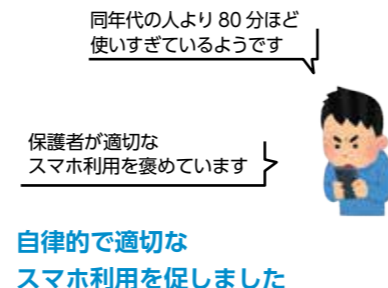 同年代の人より 80 分ほど
使いすぎているようです
保護者が適切な
スマホ利用を褒めています
自律的で適切な
スマホ利用を促しました